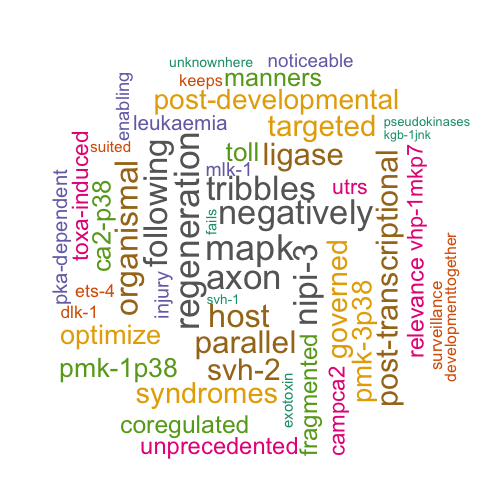 unknownhere
noticeable
keeps
manners
enabling
post-developmental
leukaemia
targeted
pseudokinases
kgb-1jnk
suited
toll
ligase
following
regeneration
mlk-1
tribbles
utrs
toxa-induced
ca2-p38
organismal
negatively
fails
post-transcriptional
vhp-1mkp7
pka-dependent
mapk
axon
nipi-3
governed
relevance
surveillance
developmenttogether
ets-4
dlk-1
injury
svh-1
host
pmk-3p38
optimize
parallel
pmk-1p38
svh-2
fragmented
syndromes
exotoxin
campca2
coregulated
unprecedented